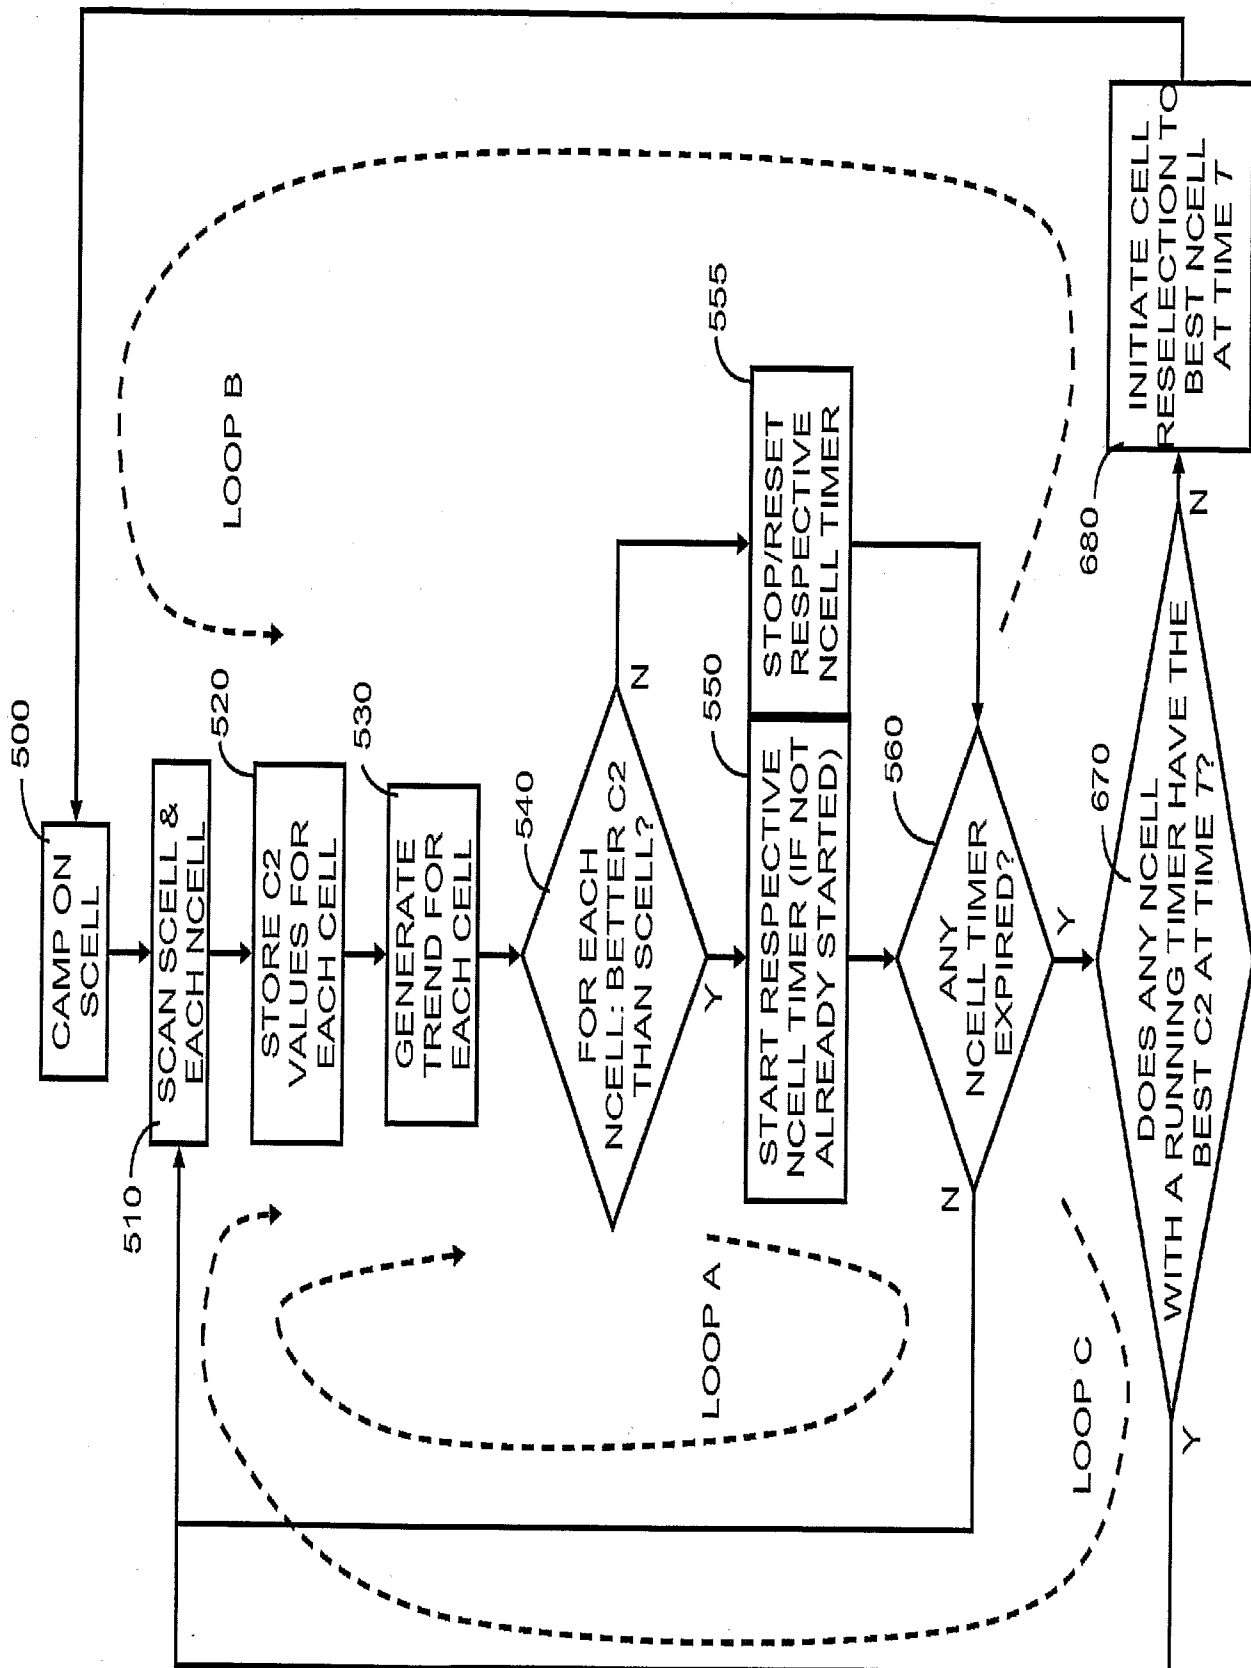 500
CAMP ON
SCELL
510
SCAN SCELL &
EACH NCELL
520
STORE C2
VALUES FOR
EACH CELL
530
GENERATE
TREND FOR
EACH CELL
540
FOR EACH
NCELL: BETTER C2
THAN SCELL?
N
Y
550
START RESPECTIVE
NCELL TIMER (IF NOT
ALREADY STARTED)
555
STOP/RESET
RESPECTIVE
NCELL TIMER
560
ANY
NCELL TIMER
EXPIRED?
N
Y
670
DOES ANY NCELL
WITH A RUNNING TIMER HAVE THE
BEST C2 AT TIME T?
Y
N
680
INITIATE CELL
RESELECTION TO
BEST NCELL
AT TIME T
LOOP A
LOOP B
LOOP C